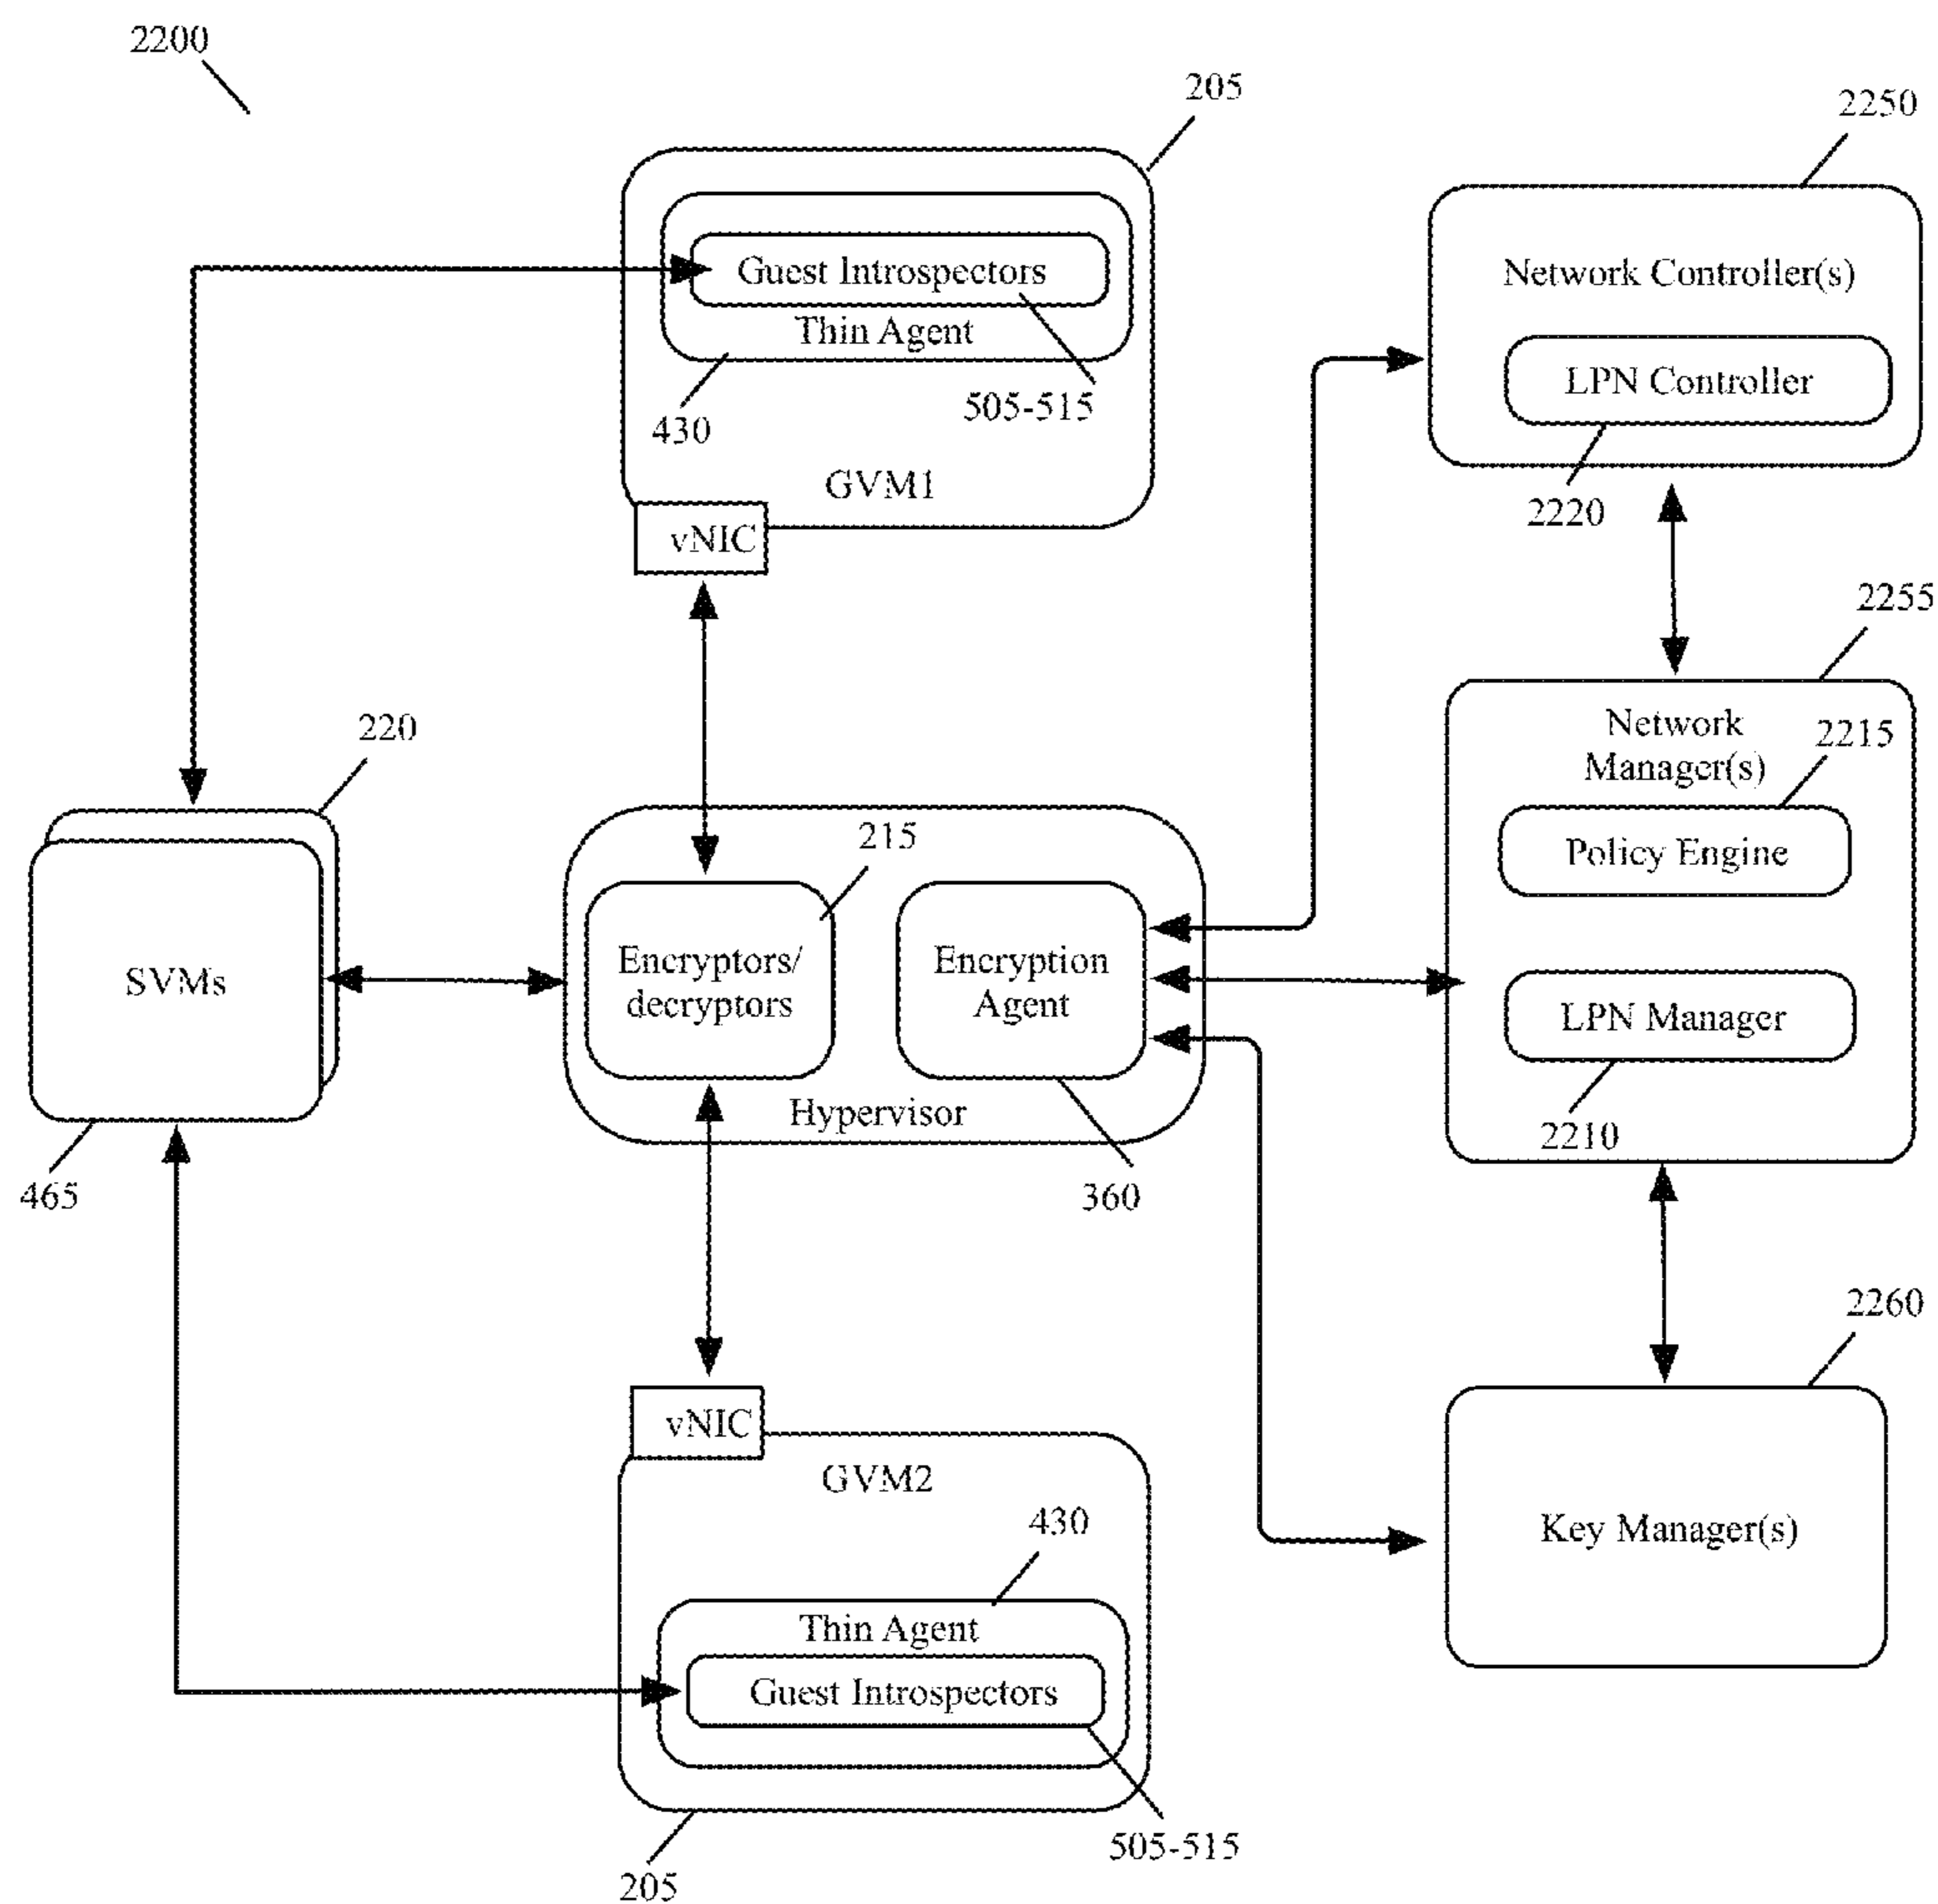 2200
205
2250
Guest Introspectors
Thin Agent
430
505-515
GVM1
vNIC
Network Controller(s)
LPN Controller
2220
2255
Network
Manager(s)
2215
Policy Engine
LPN Manager
2210
220
SVMs
465
215
Encryptors/
decryptors
Encryption
Agent
Hypervisor
360
2260
Key Manager(s)
vNIC
GVM2
430
Thin Agent
Guest Introspectors
505-515
205